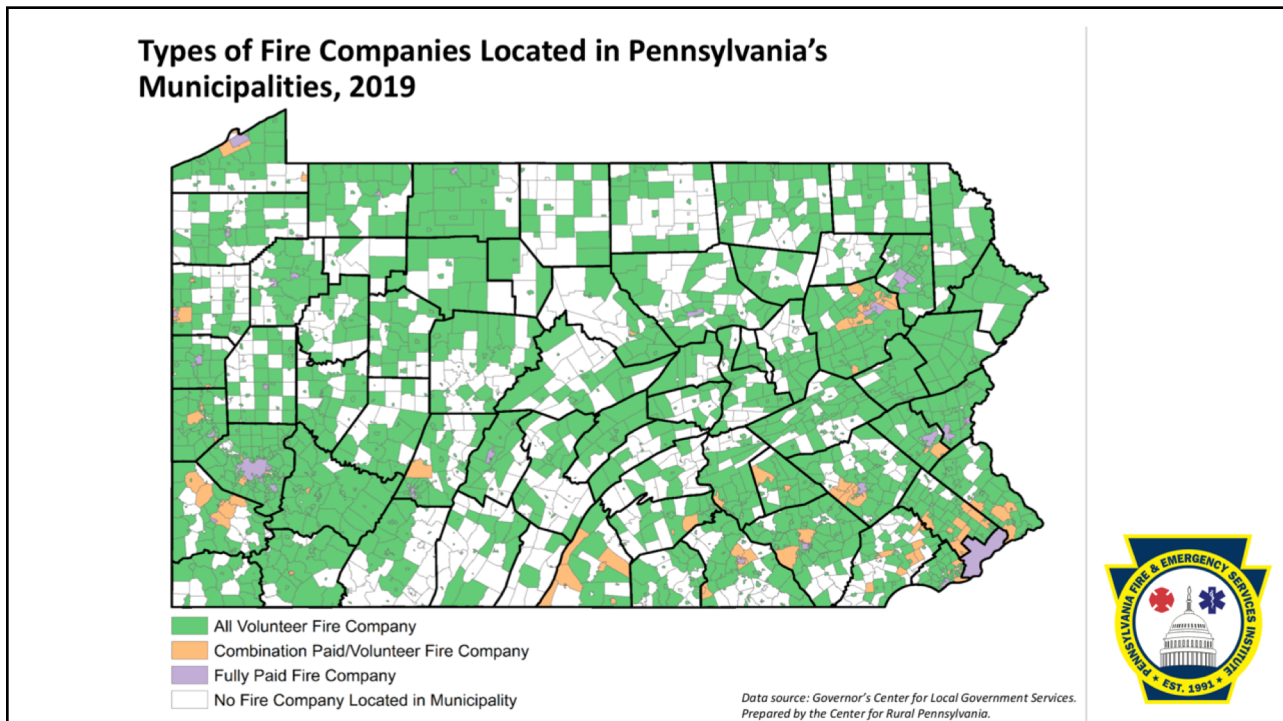 Types of Fire Companies Located in Pennsylvania's
Municipalities, 2019
All Volunteer Fire Company
Combination Paid/Volunteer Fire Company
Fully Paid Fire Company
No Fire Company Located in Municipality
Data source: Governor's Center for Local Government Services.
Prepared by the Center for Rural Pennsylvania.
PENNSYLVANIA FIRE & EMERGENCY SERVICES INSTITUTE
EST. 1991